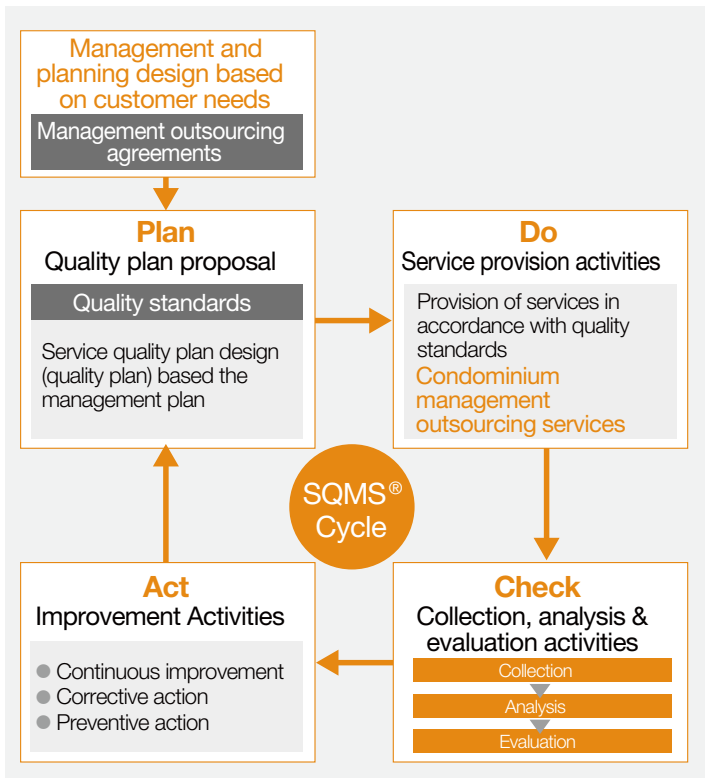 Management and
planning design based
on customer needs
Management outsourcing
agreements
Plan
Quality plan proposal
Quality standards
Service quality plan design
(quality plan) based the
management plan
Do
Service provision activities
Provision of services in
accordance with quality
standards
Condominium
management
outsourcing services
SQMS®
Cycle
Act
Improvement Activities
● Continuous improvement
● Corrective action
● Preventive action
Check
Collection, analysis &
evaluation activities
Collection
Analysis
Evaluation